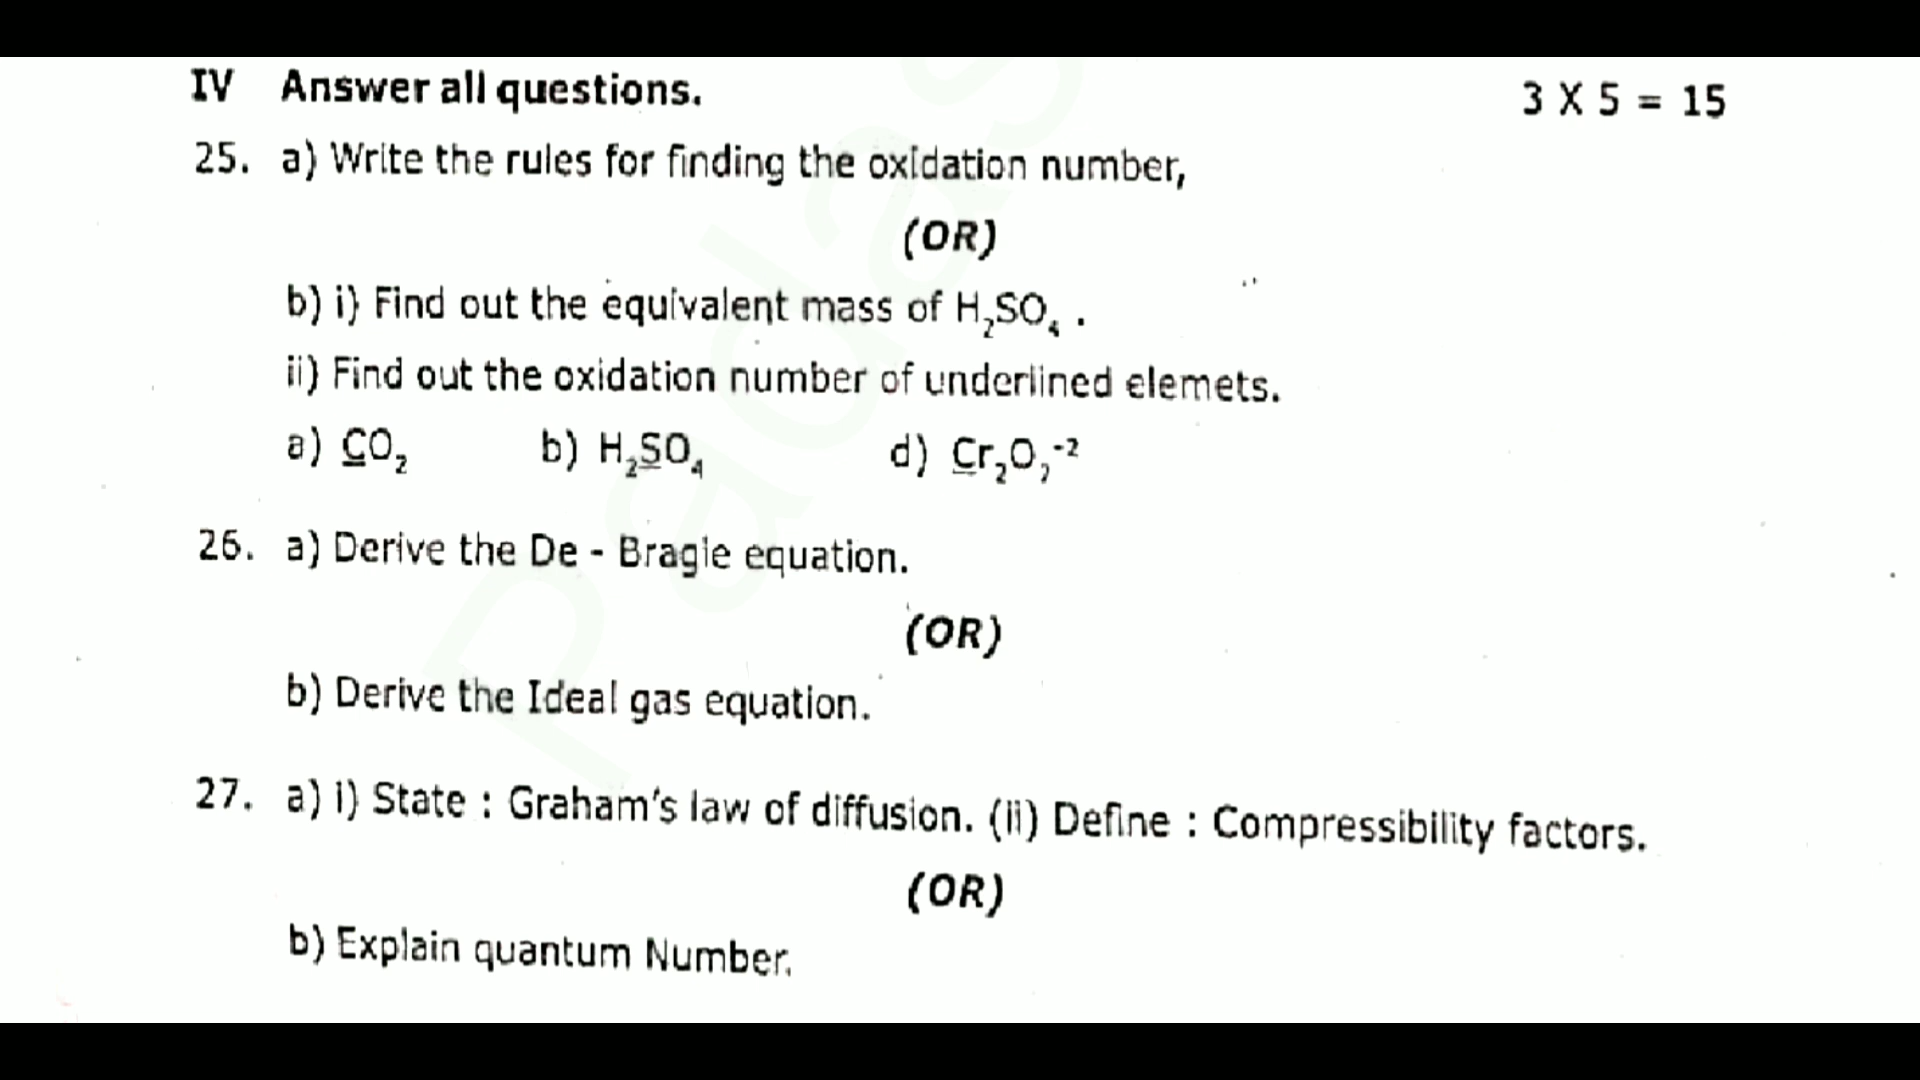 IV Answer all questions. 3 X 5 = 15
25. a) Write the rules for finding the oxidation number,
(OR)
b) i) Find out the equivalent mass of H₂SO₄ .
ii) Find out the oxidation number of underlined elemets.
a) CO₂ b) H₂SO₄ d) Cr₂O₇⁻²
26. a) Derive the De - Bragie equation.
(OR)
b) Derive the Ideal gas equation.
27. a) i) State : Graham's law of diffusion. (ii) Define : Compressibility factors.
(OR)
b) Explain quantum Number.